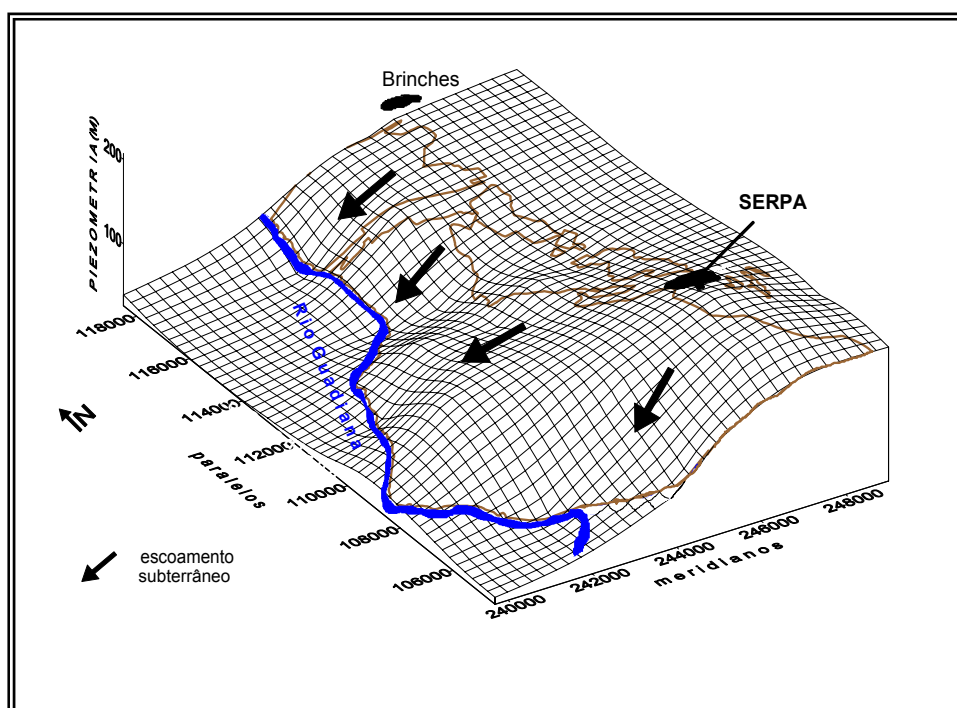 Brinches
SERPA
PIEZOMETRIA(M)
200
100
Rio Guadiana
118000
116000
114000
112000
110000
108000
106000
paralelos
N
240000
242000
244000
246000
248000
meridianos
escoamento
subterrâneo